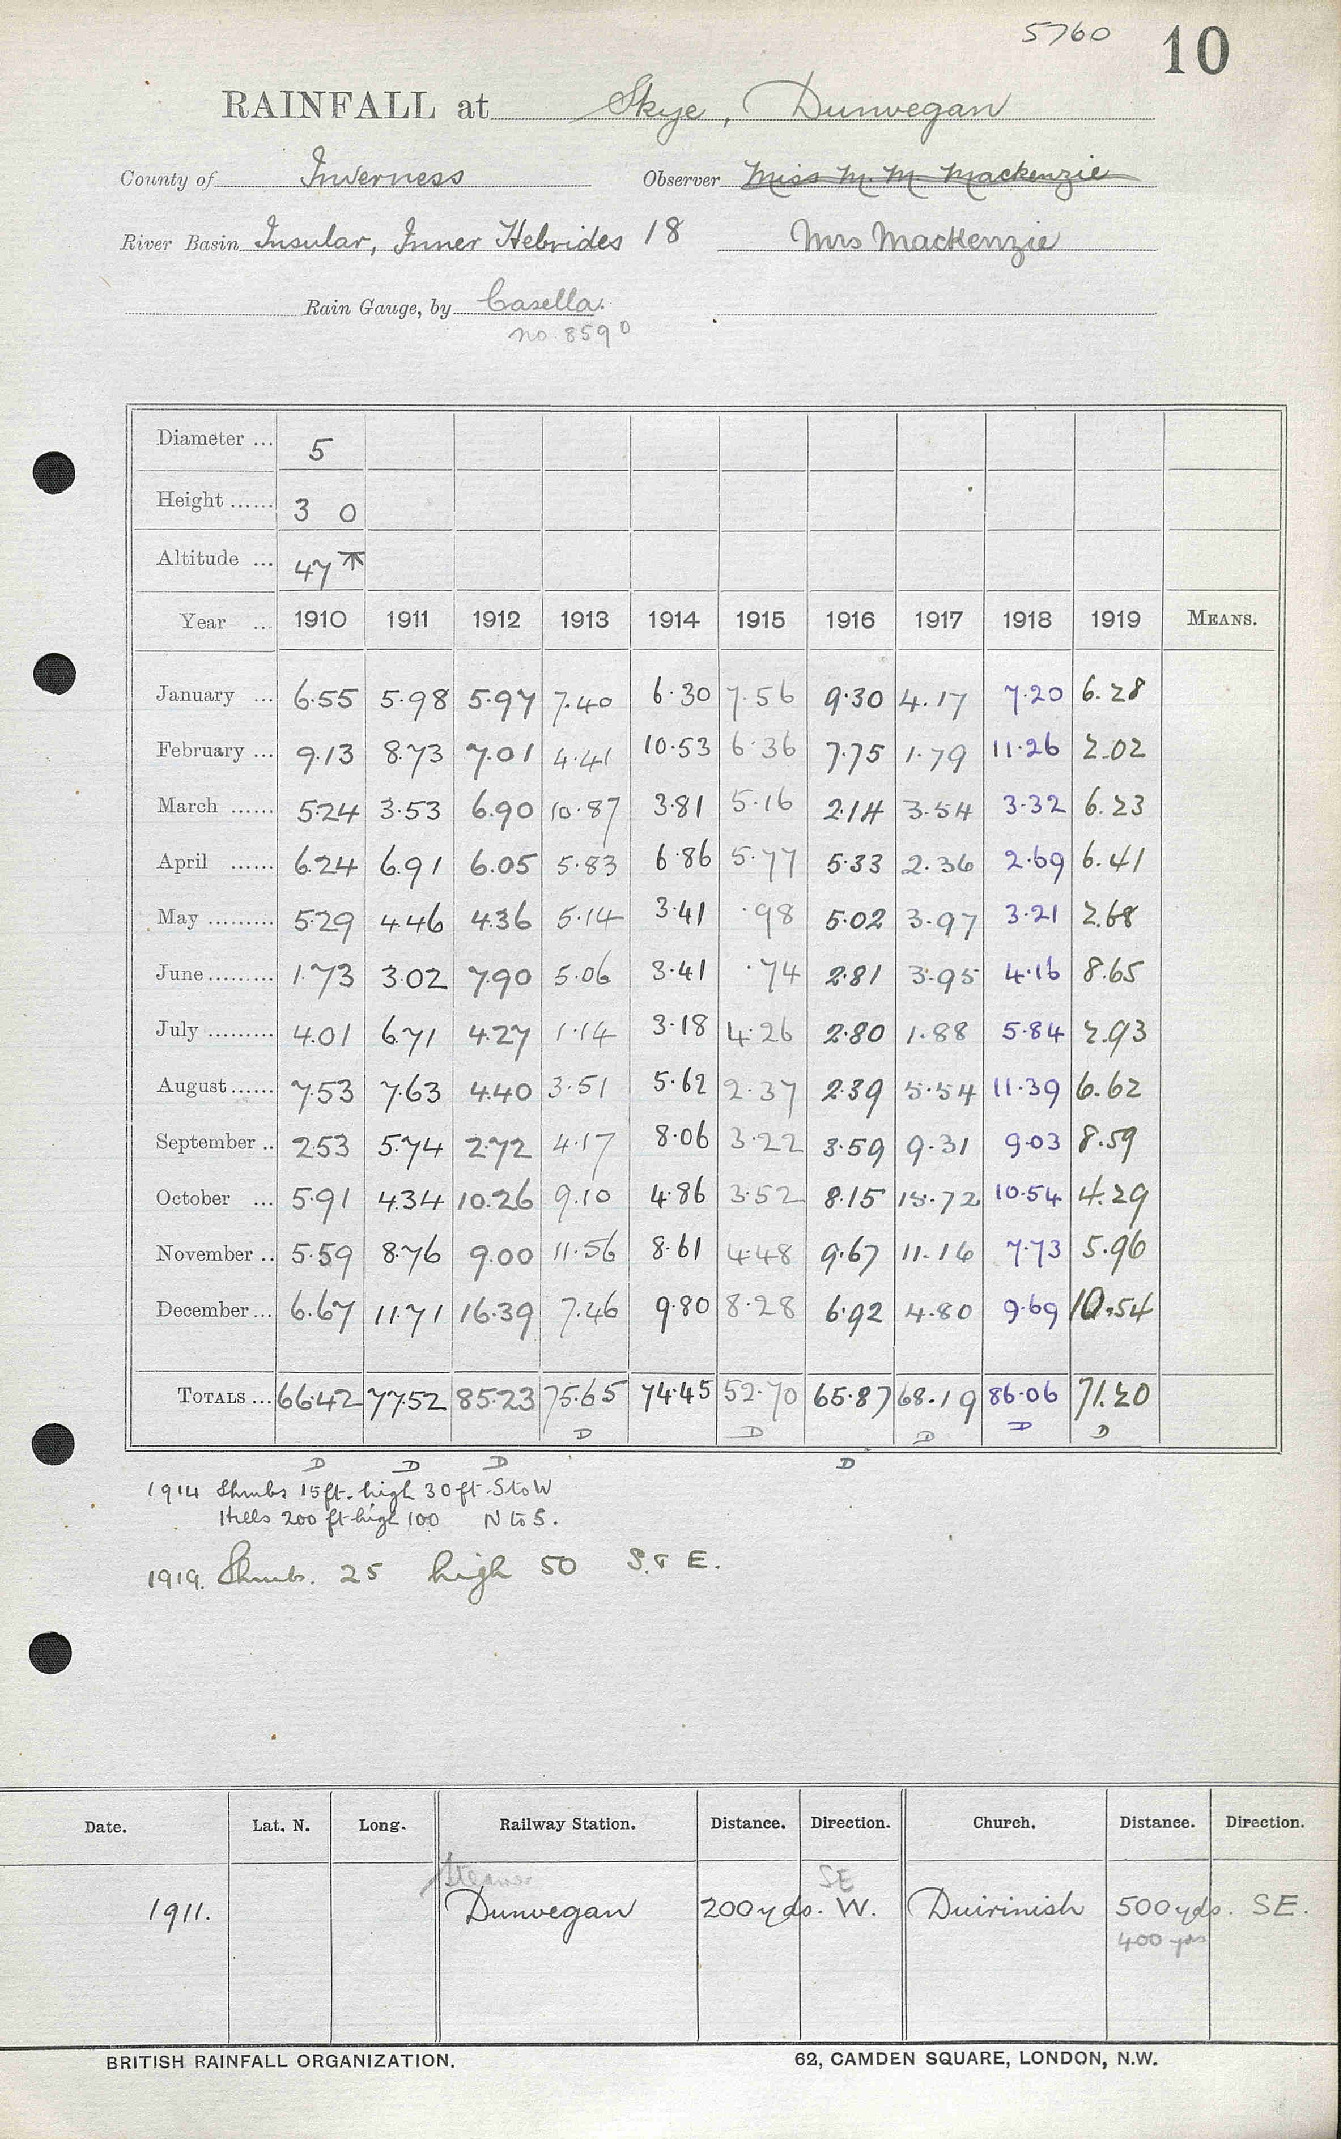 5760 10
RAINFALL at Skye, Dunvegan
County of Inverness Observer Miss M. M. Mackenzie
River Basin Insular, Inner Hebrides 18 Mrs MacKenzie
Rain Gauge, by Casella.
no. 8590
Diameter ... 5
Height ...... 3 0
Altitude ... 47 ⊼
Year ... 1910 1911 1912 1913 1914 1915 1916 1917 1918 1919 MEANS.
January ... 6.55 5.98 5.97 7.40 6.30 7.56 9.30 4.17 7.20 6.28
February ... 9.13 8.73 7.01 4.41 10.53 6.36 7.75 1.79 11.26 2.02
March ...... 5.24 3.53 6.90 10.87 3.81 5.16 2.14 3.54 3.32 6.23
April ...... 6.24 6.91 6.05 5.83 6.86 5.77 5.33 2.36 2.69 6.41
May ......... 5.29 4.46 4.36 5.14 3.41 .98 5.02 3.97 3.21 2.68
June ......... 1.73 3.02 7.90 5.06 3.41 .74 2.81 3.95 4.16 8.65
July ......... 4.01 6.71 4.27 1.14 3.18 4.26 2.80 1.88 5.84 2.93
August ...... 7.53 7.63 4.40 3.51 5.62 2.37 2.39 5.54 11.39 6.62
September .. 2.53 5.74 2.72 4.17 8.06 3.22 3.59 9.31 9.03 8.59
October ... 5.91 4.34 10.26 9.10 4.86 3.52 8.15 15.72 10.54 4.29
November .. 5.59 8.76 9.00 11.56 8.61 4.48 9.67 11.16 7.73 5.96
December ... 6.67 11.71 16.39 7.46 9.80 8.28 6.92 4.80 9.69 10.54
TOTALS ... 66.42 77.52 85.23 75.65 74.45 52.70 65.87 68.19 86.06 71.20
D D D D D
D D D D
1914 Shrubs 15 ft. high 30 ft. S to W
Hills 200 ft high 100 N to S.
1919. Shrub. 25 high 50 S. & E.
Date. Lat. N. Long. Railway Station. Distance. Direction. Church. Distance. Direction.
Steamer SE
1911. Dunvegan 200 yds. W. Duirinish 500 yds. SE.
400 yds
BRITISH RAINFALL ORGANIZATION. 62, CAMDEN SQUARE, LONDON, N.W.